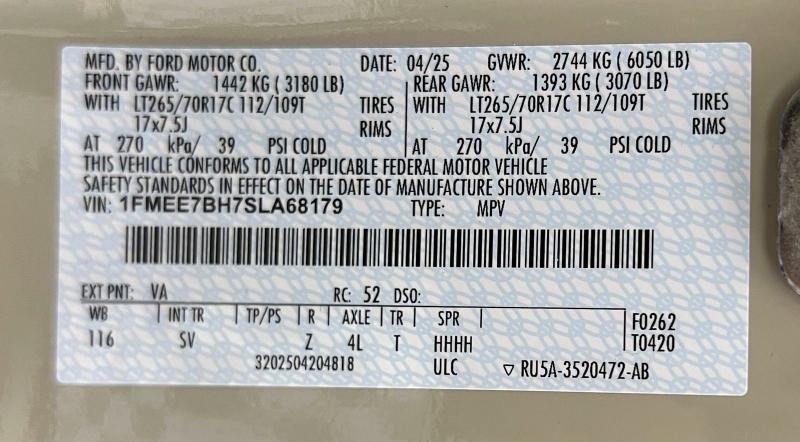 MFD. BY FORD MOTOR CO. DATE: 04/25 GVWR: 2744 KG ( 6050 LB)
FRONT GAWR: 1442 KG ( 3180 LB) REAR GAWR: 1393 KG ( 3070 LB)
WITH LT265/70R17C 112/109T TIRES WITH LT265/70R17C 112/109T TIRES
17x7.5J RIMS 17x7.5J RIMS
AT 270 kPa/ 39 PSI COLD AT 270 kPa/ 39 PSI COLD
THIS VEHICLE CONFORMS TO ALL APPLICABLE FEDERAL MOTOR VEHICLE
SAFETY STANDARDS IN EFFECT ON THE DATE OF MANUFACTURE SHOWN ABOVE.
VIN: 1FMEE7BH7SLA68179 TYPE: MPV
EXT PNT: VA RC: 52 DSO:
WB INT TR TP/PS R AXLE TR SPR F0262
116 SV Z 4L T HHHH T0420
3202504204818 ULC ▽ RU5A-3520472-AB